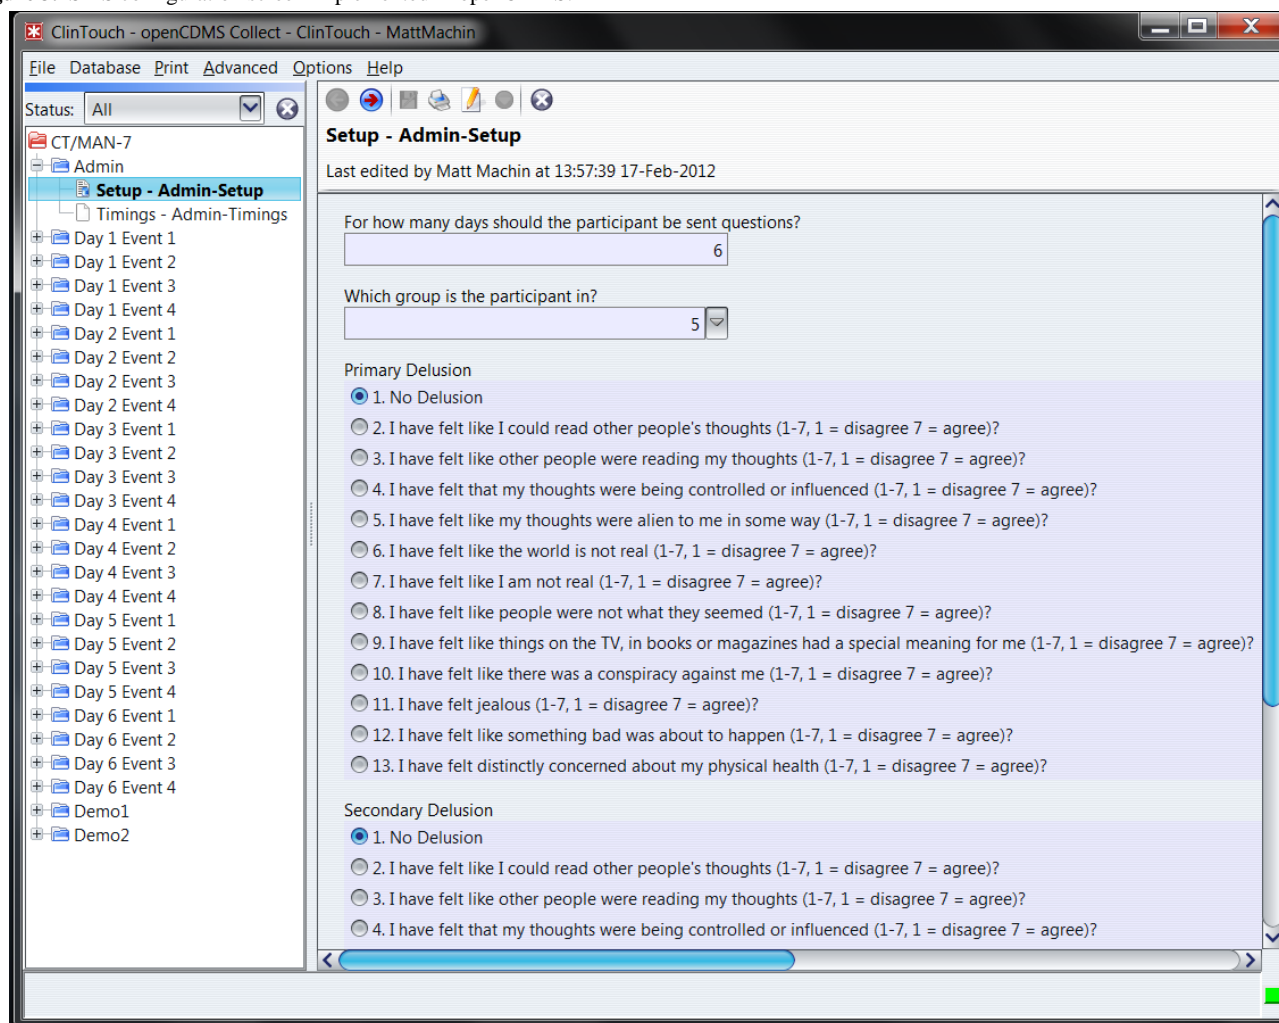 ClinTouch - openCDMS Collect - ClinTouch - MattMachin
File Database Print Advanced Options Help
Status: All
CT/MAN-7
Admin
Setup - Admin-Setup
Timings - Admin-Timings
Day 1 Event 1
Day 1 Event 2
Day 1 Event 3
Day 1 Event 4
Day 2 Event 1
Day 2 Event 2
Day 2 Event 3
Day 2 Event 4
Day 3 Event 1
Day 3 Event 2
Day 3 Event 3
Day 3 Event 4
Day 4 Event 1
Day 4 Event 2
Day 4 Event 3
Day 4 Event 4
Day 5 Event 1
Day 5 Event 2
Day 5 Event 3
Day 5 Event 4
Day 6 Event 1
Day 6 Event 2
Day 6 Event 3
Day 6 Event 4
Demo1
Demo2
Setup - Admin-Setup
Last edited by Matt Machin at 13:57:39 17-Feb-2012
For how many days should the participant be sent questions?
6
Which group is the participant in?
5
Primary Delusion
1. No Delusion
2. I have felt like I could read other people's thoughts (1-7, 1 = disagree 7 = agree)?
3. I have felt like other people were reading my thoughts (1-7, 1 = disagree 7 = agree)?
4. I have felt that my thoughts were being controlled or influenced (1-7, 1 = disagree 7 = agree)?
5. I have felt like my thoughts were alien to me in some way (1-7, 1 = disagree 7 = agree)?
6. I have felt like the world is not real (1-7, 1 = disagree 7 = agree)?
7. I have felt like I am not real (1-7, 1 = disagree 7 = agree)?
8. I have felt like people were not what they seemed (1-7, 1 = disagree 7 = agree)?
9. I have felt like things on the TV, in books or magazines had a special meaning for me (1-7, 1 = disagree 7 = agree)?
10. I have felt like there was a conspiracy against me (1-7, 1 = disagree 7 = agree)?
11. I have felt jealous (1-7, 1 = disagree 7 = agree)?
12. I have felt like something bad was about to happen (1-7, 1 = disagree 7 = agree)?
13. I have felt distinctly concerned about my physical health (1-7, 1 = disagree 7 = agree)?
Secondary Delusion
1. No Delusion
2. I have felt like I could read other people's thoughts (1-7, 1 = disagree 7 = agree)?
3. I have felt like other people were reading my thoughts (1-7, 1 = disagree 7 = agree)?
4. I have felt that my thoughts were being controlled or influenced (1-7, 1 = disagree 7 = agree)?